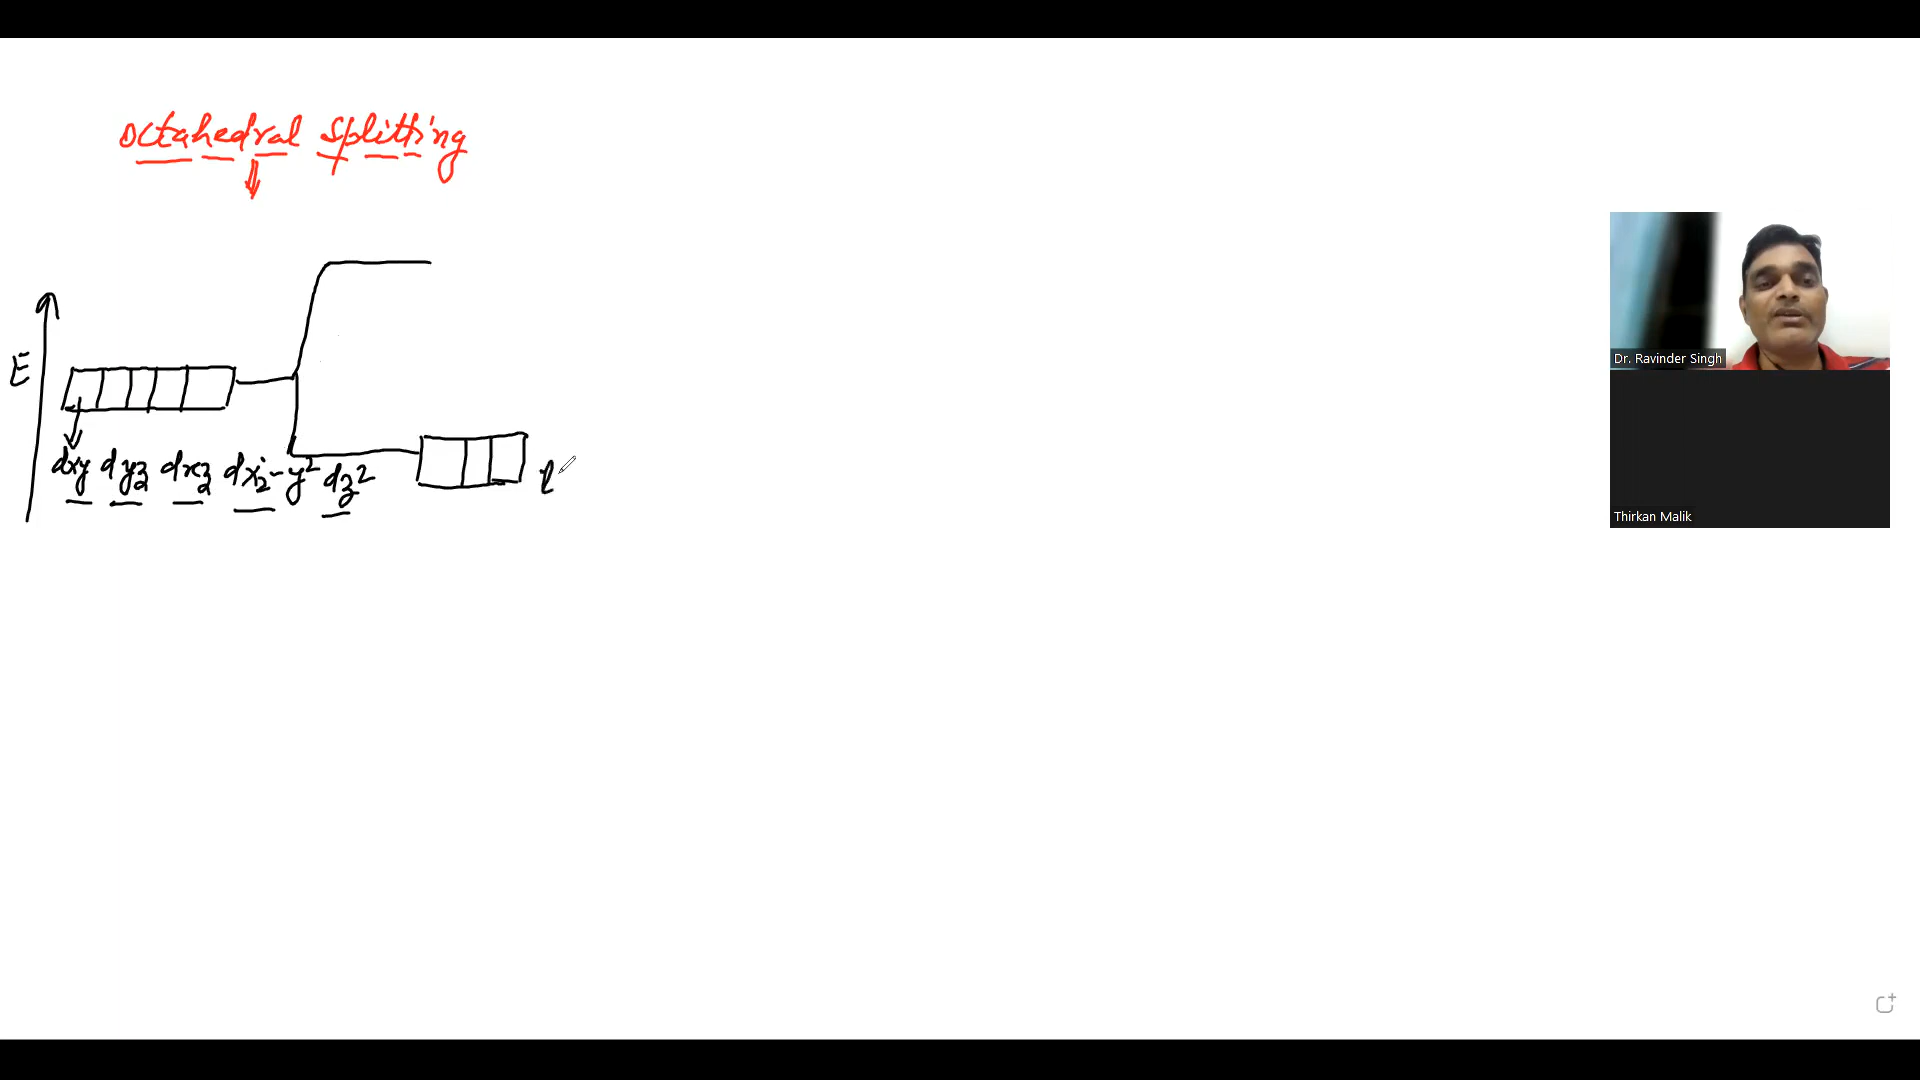 Octahedral splitting
E
dxy dyz dxz dx2-y2 dz2
Dr. Ravinder Singh
Thirkan Malik